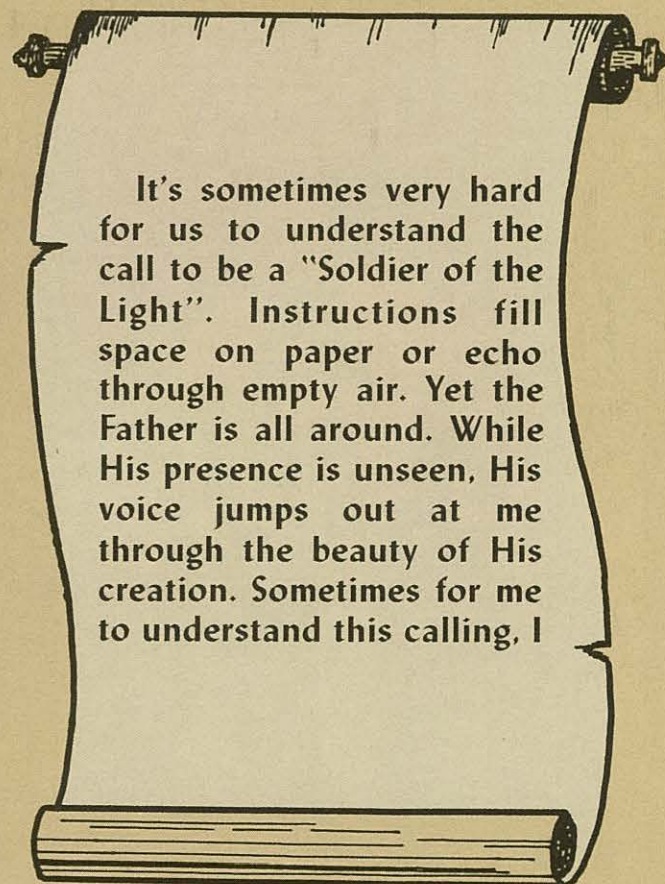 It's sometimes very hard
for us to understand the
call to be a "Soldier of the
Light". Instructions fill
space on paper or echo
through empty air. Yet the
Father is all around. While
His presence is unseen, His
voice jumps out at me
through the beauty of His
creation. Sometimes for me
to understand this calling, I